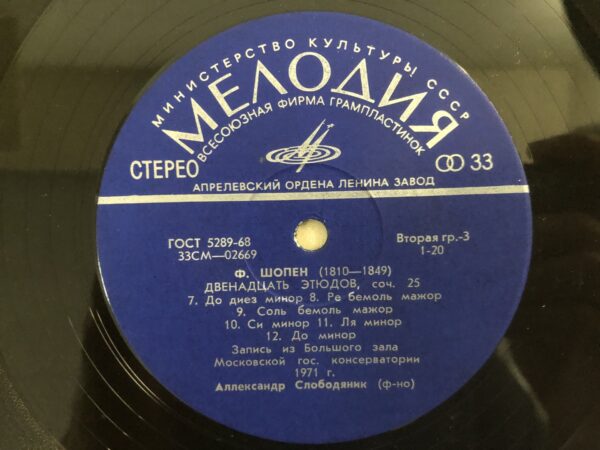 МИНИСТЕРСТВО КУЛЬТУРЫ СССР
МЕЛОДИЯ
ВСЕСОЮЗНАЯ ФИРМА ГРАМПЛАСТИНОК
СТЕРЕО
33
АПРЕЛЕВСКИЙ ОРДЕНА ЛЕНИНА ЗАВОД
ГОСТ 5289-68
Вторая гр.-3
33СМ—02669
1-20
Ф. ШОПЕН (1810—1849)
ДВЕНАДЦАТЬ ЭТЮДОВ, соч. 25
7. До диез минор 8. Ре бемоль мажор
9. Соль бемоль мажор
10. Си минор 11. Ля минор
12. До минор
Запись из Большого зала
Московской гос. консерватории
1971 г.
Аллександр Слободяник (ф-но)